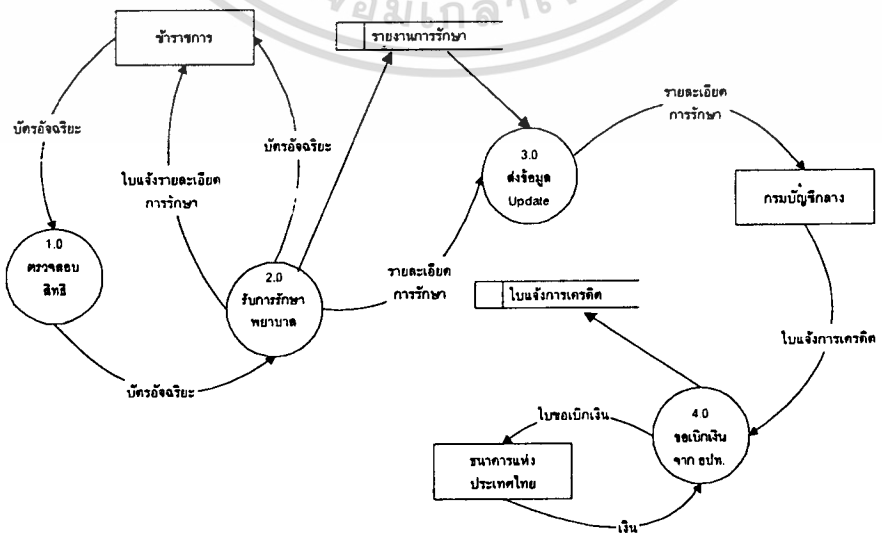 ข้าราชการ
รายงานการรักษา
รายละเอียด
การรักษา
บัตรอัจฉริยะ
บัตรอัจฉริยะ
3.0
ส่งข้อมูล
Update
ใบแจ้งรายละเอียด
การรักษา
กรมบัญชีกลาง
1.0
ตรวจสอบ
สิทธิ
2.0
รับการรักษา
พยาบาล
รายละเอียด
การรักษา
ใบแจ้งการเครดิต
ใบแจ้งการเครดิต
บัตรอัจฉริยะ
ใบขอเบิกเงิน
4.0
ขอเบิกเงิน
จาก ธปท.
ธนาคารแห่ง
ประเทศไทย
เงิน